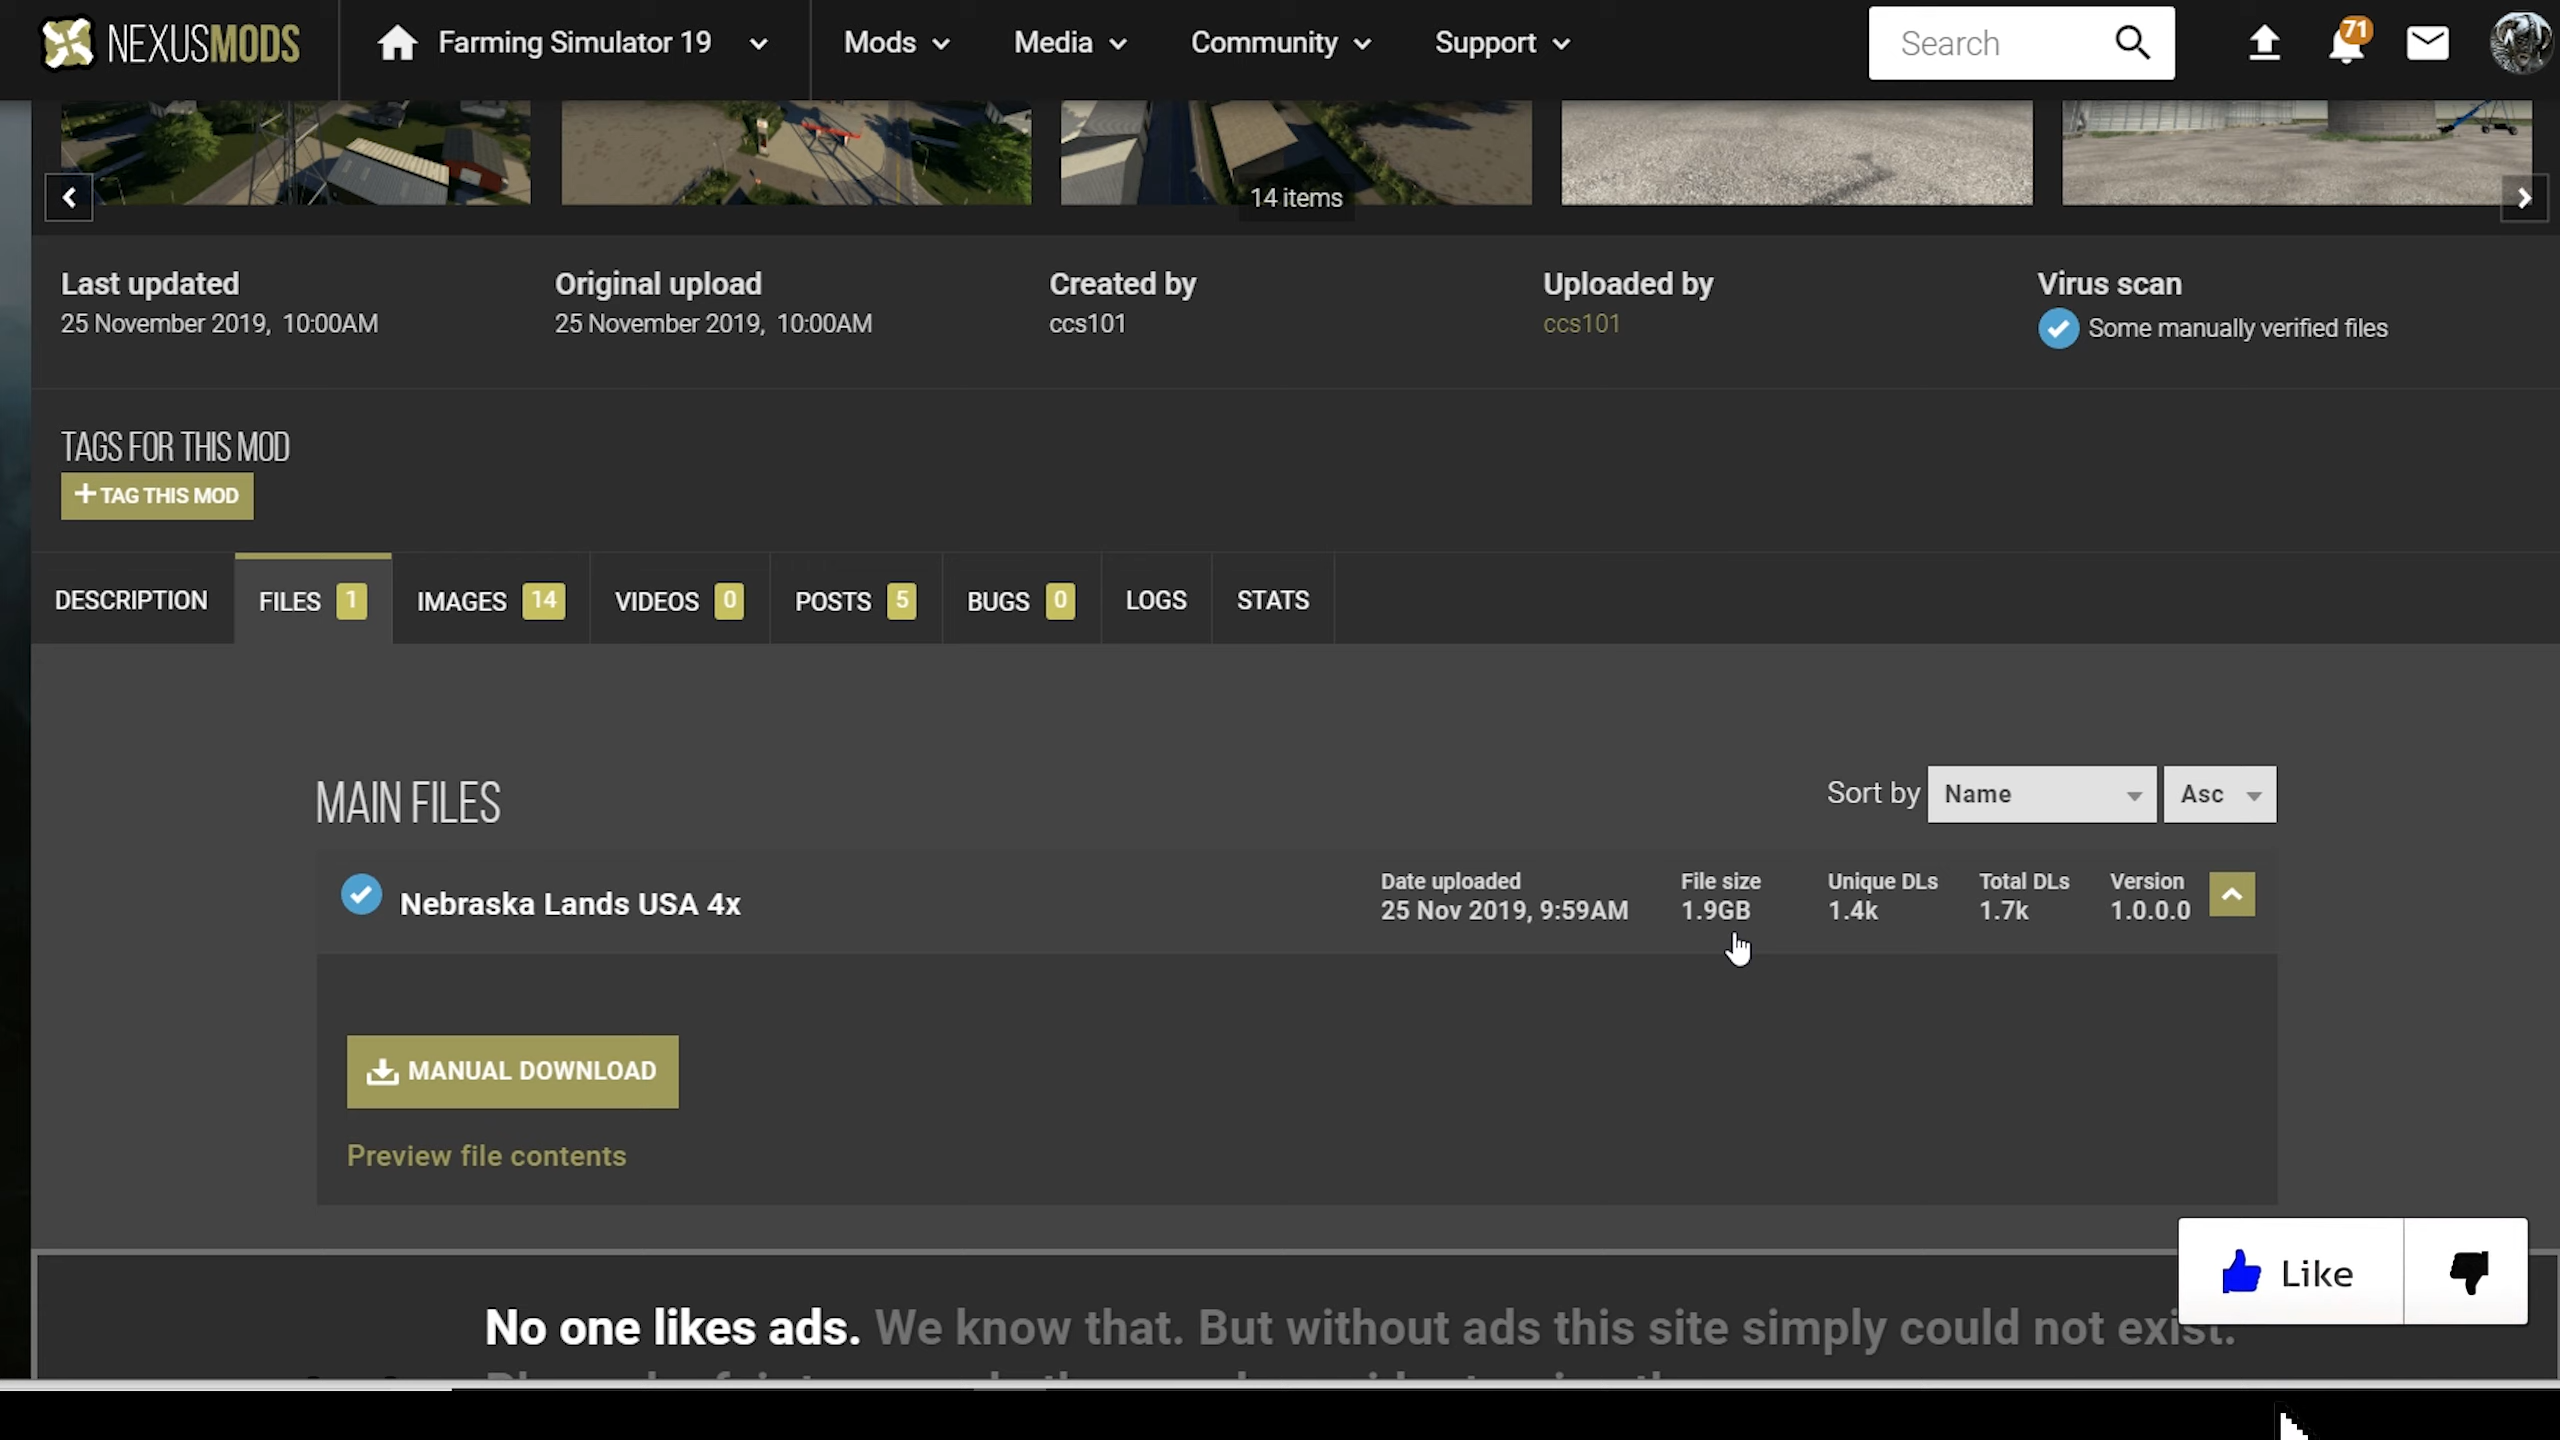 NEXUSMODS Farming Simulator 19 Mods Media Community Support Search 71
14 items
Last updated Original upload Created by Uploaded by Virus scan
25 November 2019, 10:00AM 25 November 2019, 10:00AM ccs101 ccs101 Some manually verified files
TAGS FOR THIS MOD
+ TAG THIS MOD
DESCRIPTION FILES 1 IMAGES 14 VIDEOS 0 POSTS 5 BUGS 0 LOGS STATS
MAIN FILES Sort by Name Asc
Nebraska Lands USA 4x
Date uploaded File size Unique DLs Total DLs Version
25 Nov 2019, 9:59AM 1.9GB 1.4k 1.7k 1.0.0.0
MANUAL DOWNLOAD
Preview file contents
Like
No one likes ads. We know that. But without ads this site simply could not exist.